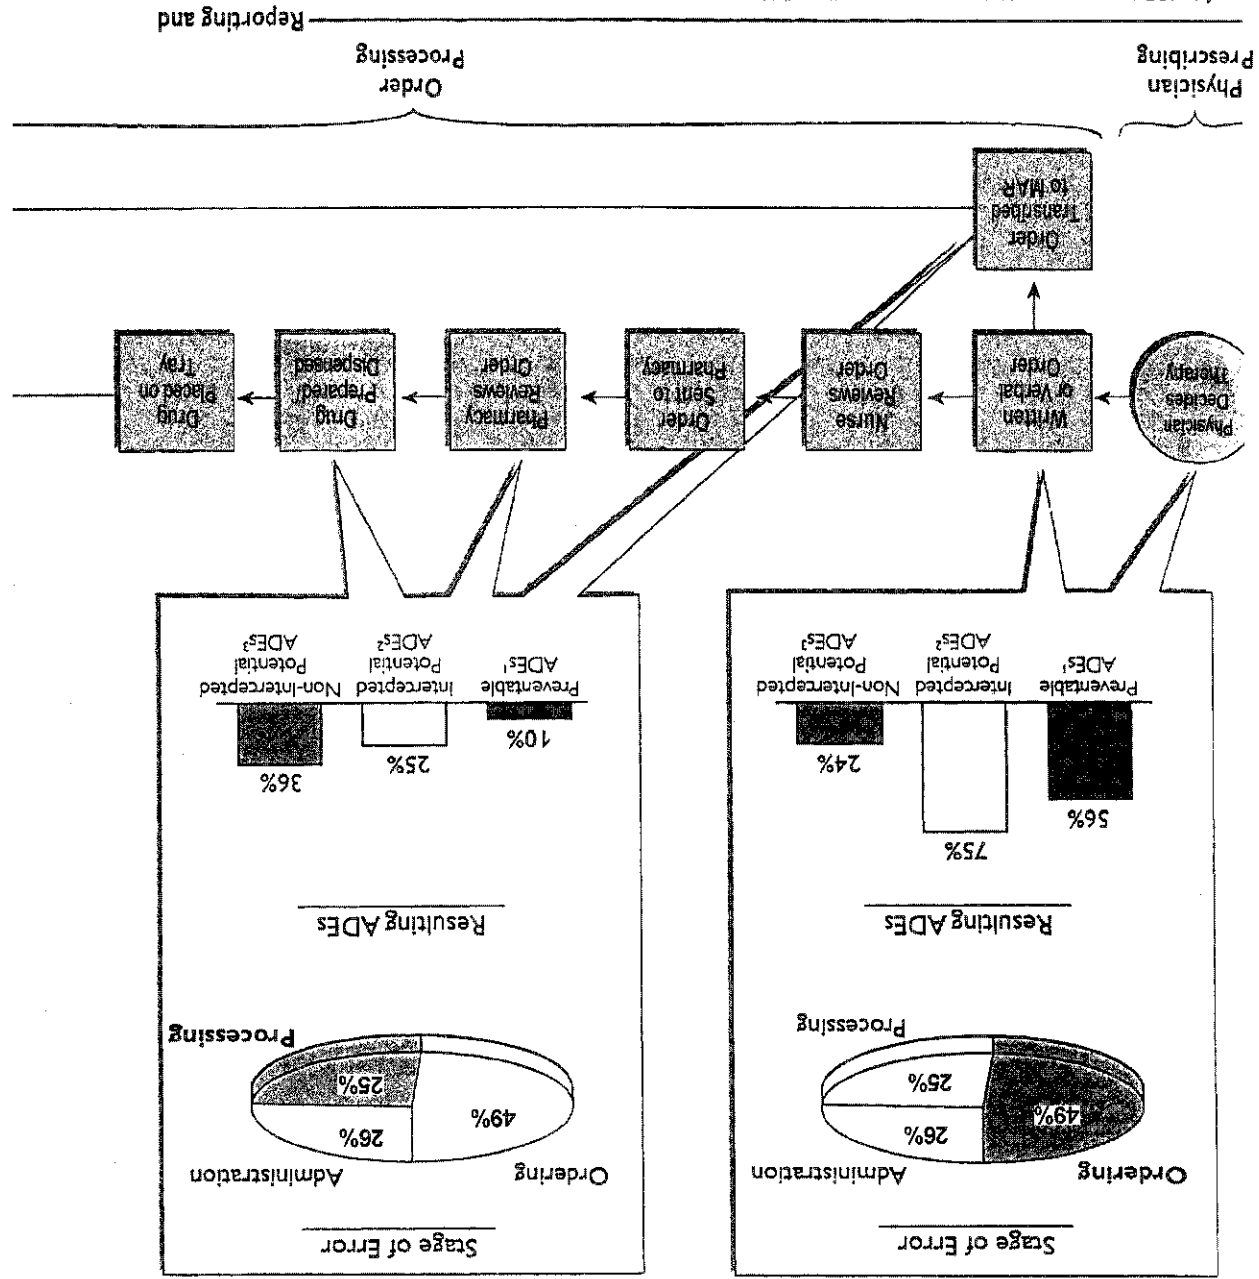 Stage of Error
Ordering
Administration
49%
26%
25%
Processing
Resulting ADEs
56%
75%
24%
Preventable
ADEs¹
Intercepted
Potential
ADEs²
Non-Intercepted
Potential
ADEs³
Stage of Error
Ordering
Administration
49%
26%
25%
Processing
Resulting ADEs
10%
25%
36%
Preventable
ADEs¹
Intercepted
Potential
ADEs²
Non-Intercepted
Potential
ADEs³
Physician
Decides
Therapy
Written
or Verbal
Order
Nurse
Reviews
Order
Order
Sent to
Pharmacy
Pharmacy
Reviews
Order
Drug
Prepared/
Dispensed
Drug
Placed on
Tray
Order
Transcribed
to MAR
Physician
Prescribing
Order
Processing
Reporting and